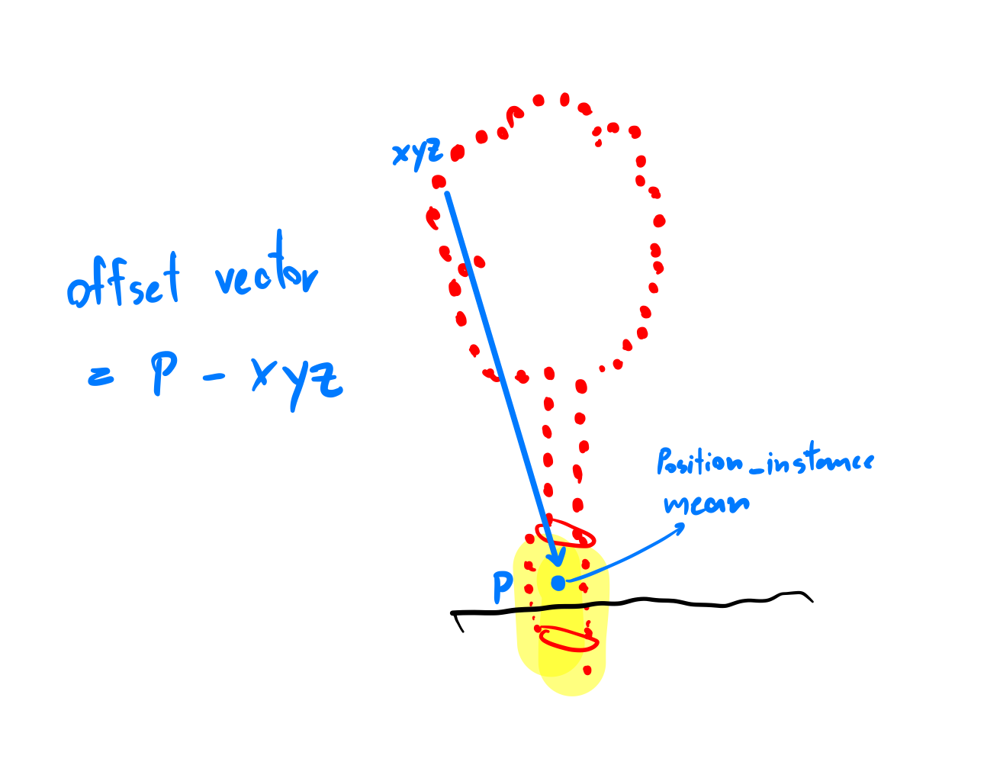 xyz
offset vector
= P - xyz
Position_instance
mean
P